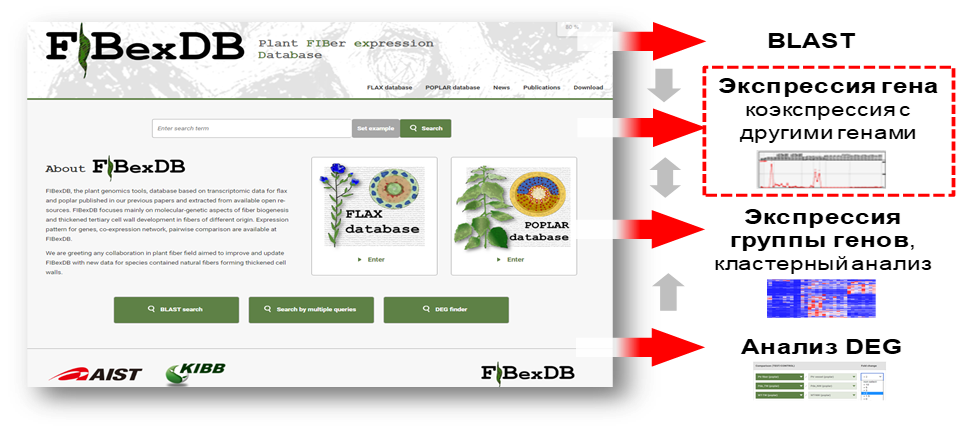 FIBexDB
Plant FIBer expression
Database
80 %
FLAX database
POPLAR database
News
Publications
Download
Enter search term
Set example
Search
About FIBexDB
FIBexDB, the plant genomics tools, database based on transcriptomic data for flax
and poplar published in our previous papers and extracted from available open re-
sources. FIBexDB focuses mainly on molecular-genetic aspects of fiber biogenesis
and thickened tertiary cell wall development in fibers of different origin. Expression
pattern for genes, co-expression network, pairwise comparison are available at
FIBexDB.
We are greeting any collaboration in plant fiber field aimed to improve and update
FIBexDB with new data for species contained natural fibers forming thickened cell
walls.
FLAX
database
Enter
POPLAR
database
Enter
BLAST search
Search by multiple queries
DEG finder
AIST
KIBB
FIBexDB
BLAST
Экспрессия гена
коэкспрессия с
другими генами
Экспрессия
группы генов,
кластерный анализ
Анализ DEG